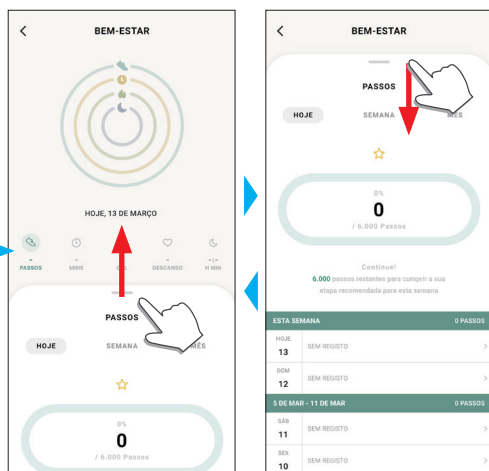 BEM-ESTAR
HOJE, 13 DE MARÇO
- - - - -:-
PASSOS MINS DESCANSO H MIN
PASSOS
HOJE SEMANA MÊS
0%
0
/ 6.000 Passos
BEM-ESTAR
PASSOS
HOJE SEMANA MÊS
0%
0
/ 6.000 Passos
Continue!
6.000 passos restantes para cumprir a sua
etapa recomendada para esta semana
ESTA SEMANA 0 PASSOS
HOJE
13 SEM REGISTO
DOM
12 SEM REGISTO
5 DE MAR - 11 DE MAR 0 PASSOS
SÁB
11 SEM REGISTO
SEX
10 SEM REGISTO